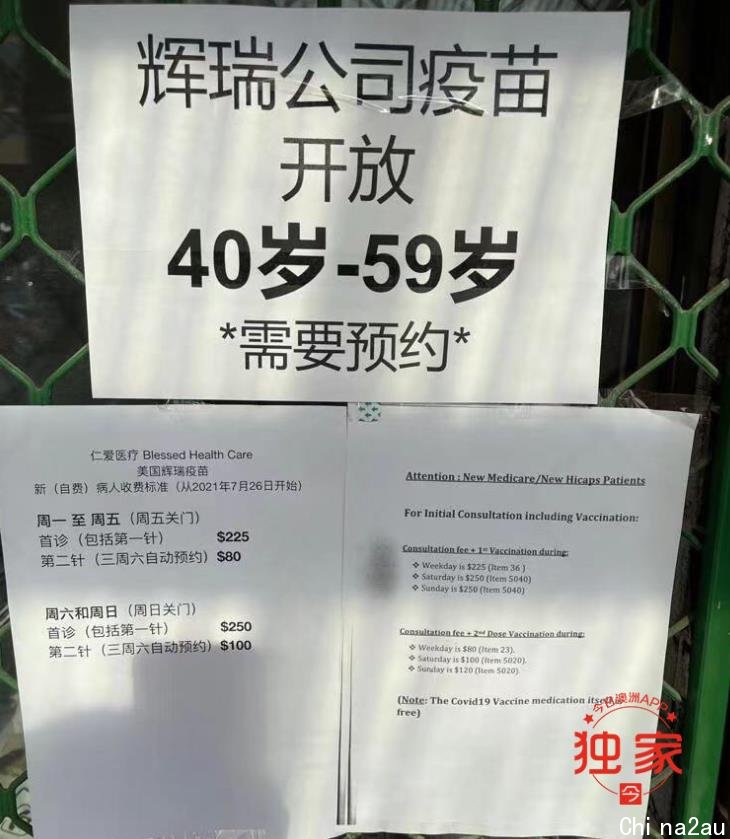 辉瑞公司疫苗
开放
40岁-59岁
*需要预约*
仁爱医疗 Blessed Health Care
美国辉瑞疫苗
新（自费）病人收费标准（从2021年7月26日开始）
周一 至 周五（周五关门）
首诊（包括第一针） $225
第二针（三周六自动预约）$80
周六和周日（周日关门）
首诊（包括第一针） $250
第二针（三周六自动预约）$100
Attention : New Medicare/New Hicaps Patients
For Initial Consultation including Vaccination:
Consultation fee + 1st Vaccination during:
❖ Weekday is $225 (Item 36 )
❖ Saturday is $250 (Item 5040)
❖ Sunday is $250 (Item 5040)
Consultation fee + 2nd Dose Vaccination during:
❖ Weekday is $80 (Item 23).
❖ Saturday is $100 (Item 5020).
❖ Sunday is $120 (Item 5020).
(Note: The Covid19 Vaccine medication itself
free)
今日澳洲APP
独家
今
Chi na2au